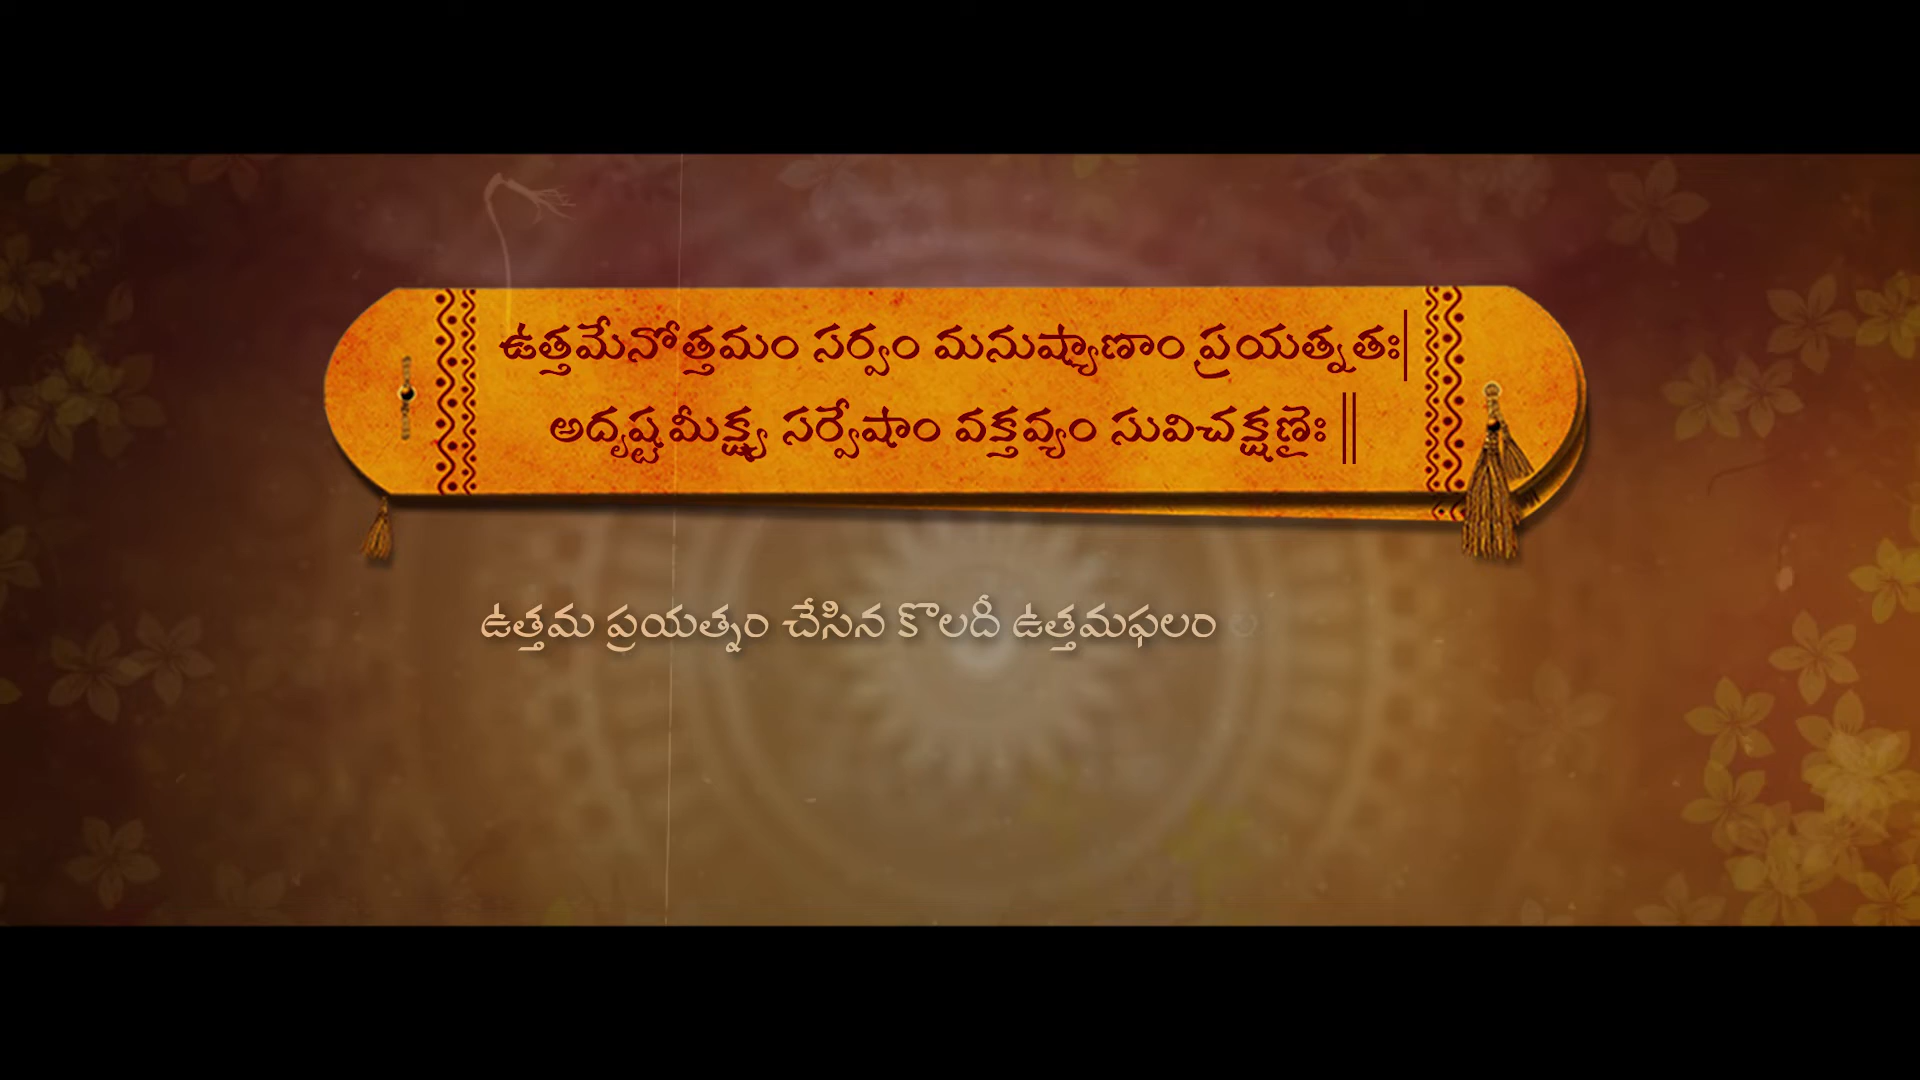 ఉత్తమేనోత్తమం సర్వం మనుష్యాణాం ప్రయత్నతః|
అదృష్టమీక్ష్య సర్వేషాం వక్తవ్యం సువిచక్షణైః ||
ఉత్తమ ప్రయత్నం చేసిన కొలదీ ఉత్తమఫలం